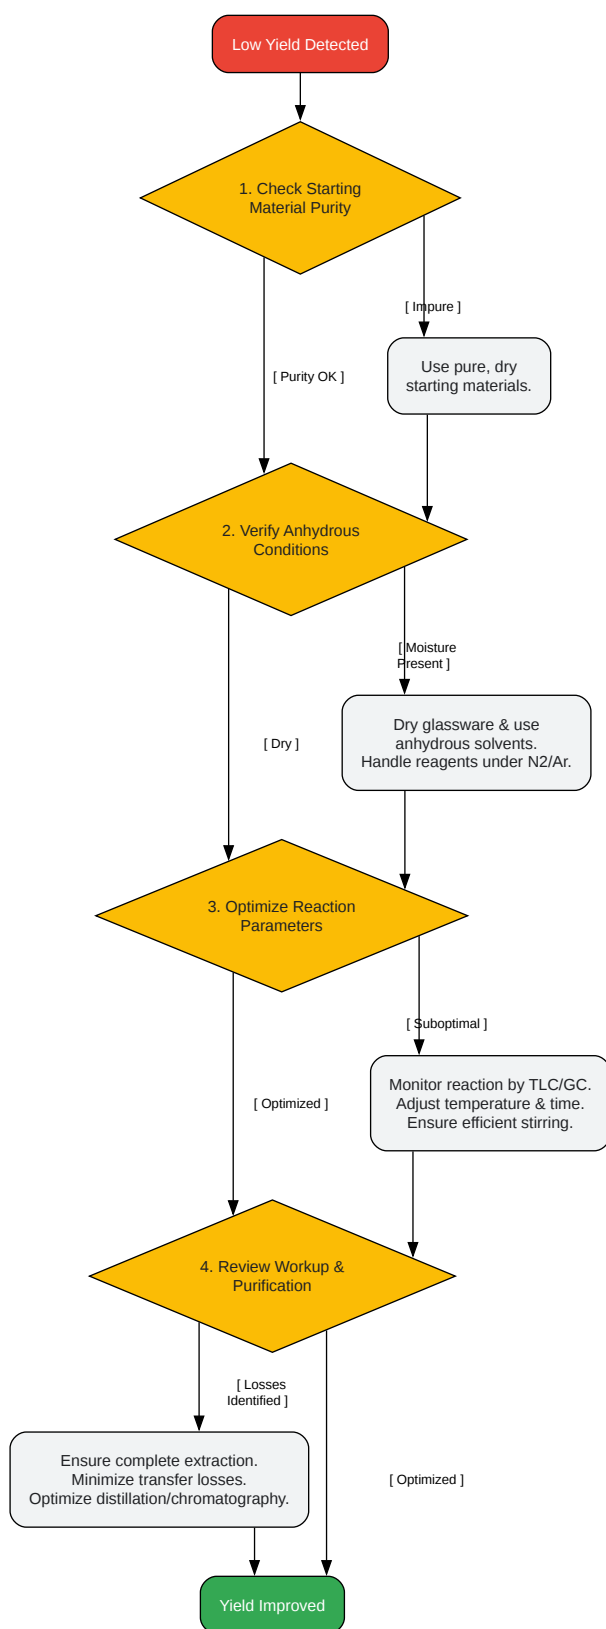 Low Yield Detected
1. Check Starting
Material Purity
[ Impure ]
[ Purity OK ]
Use pure, dry
starting materials.
2. Verify Anhydrous
Conditions
[ Moisture
Present ]
[ Dry ]
Dry glassware & use
anhydrous solvents.
Handle reagents under N2/Ar.
3. Optimize Reaction
Parameters
[ Suboptimal ]
[ Optimized ]
Monitor reaction by TLC/GC.
Adjust temperature & time.
Ensure efficient stirring.
4. Review Workup &
Purification
[ Losses
Identified ]
Ensure complete extraction.
Minimize transfer losses.
Optimize distillation/chromatography.
[ Optimized ]
Yield Improved